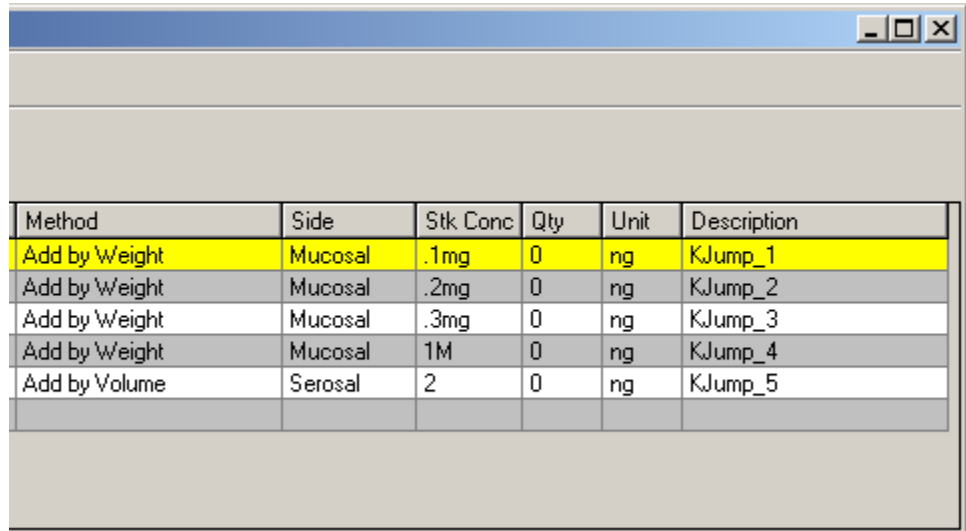 Method Side Stk Conc Qty Unit Description
Add by Weight Mucosal .1mg 0 ng KJump_1
Add by Weight Mucosal .2mg 0 ng KJump_2
Add by Weight Mucosal .3mg 0 ng KJump_3
Add by Weight Mucosal 1M 0 ng KJump_4
Add by Volume Serosal 2 0 ng KJump_5